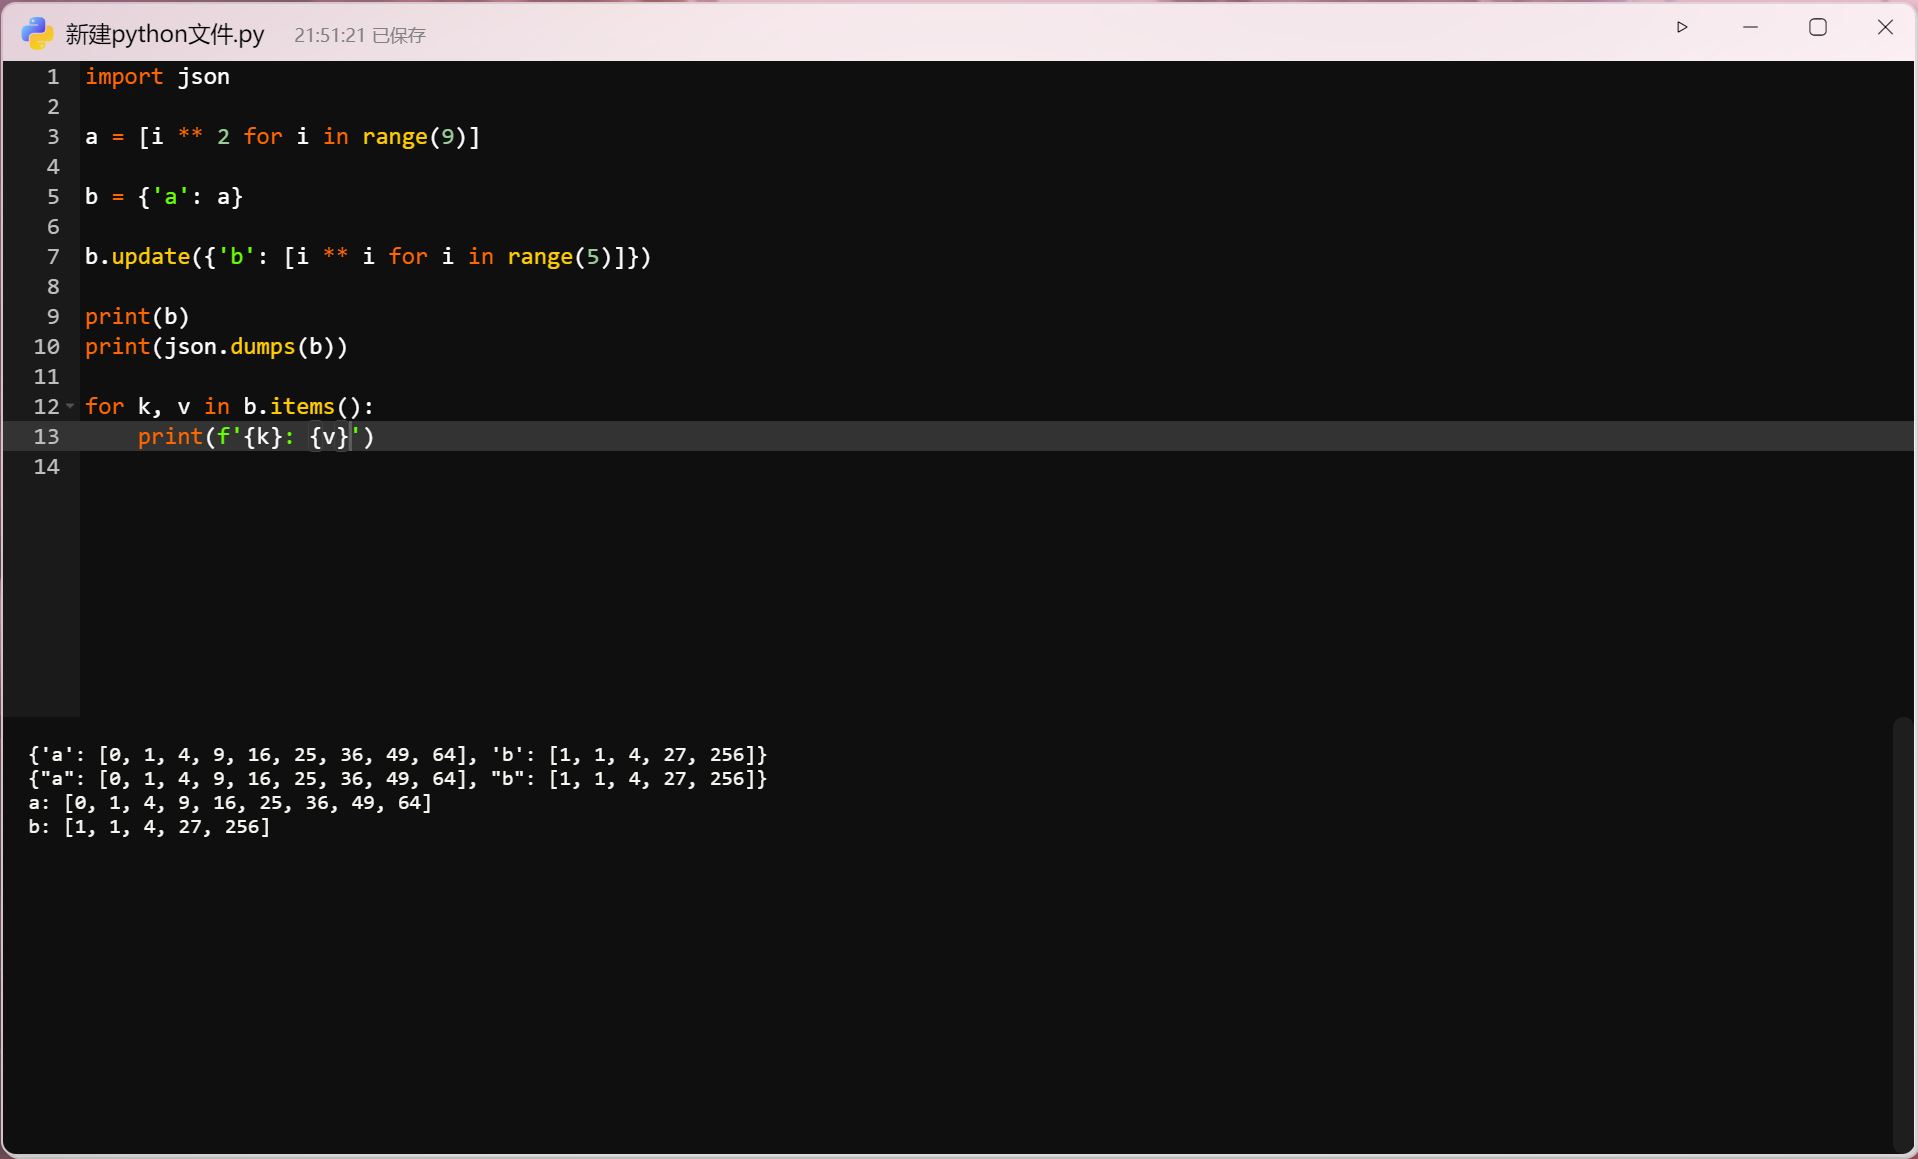 新建python文件.py 21:51:21 已保存
1 import json
2
3 a = [i ** 2 for i in range(9)]
4
5 b = {'a': a}
6
7 b.update({'b': [i ** i for i in range(5)]})
8
9 print(b)
10 print(json.dumps(b))
11
12 for k, v in b.items():
13     print(f'{k}: {v}')
14
{'a': [0, 1, 4, 9, 16, 25, 36, 49, 64], 'b': [1, 1, 4, 27, 256]}
{"a": [0, 1, 4, 9, 16, 25, 36, 49, 64], "b": [1, 1, 4, 27, 256]}
a: [0, 1, 4, 9, 16, 25, 36, 49, 64]
b: [1, 1, 4, 27, 256]